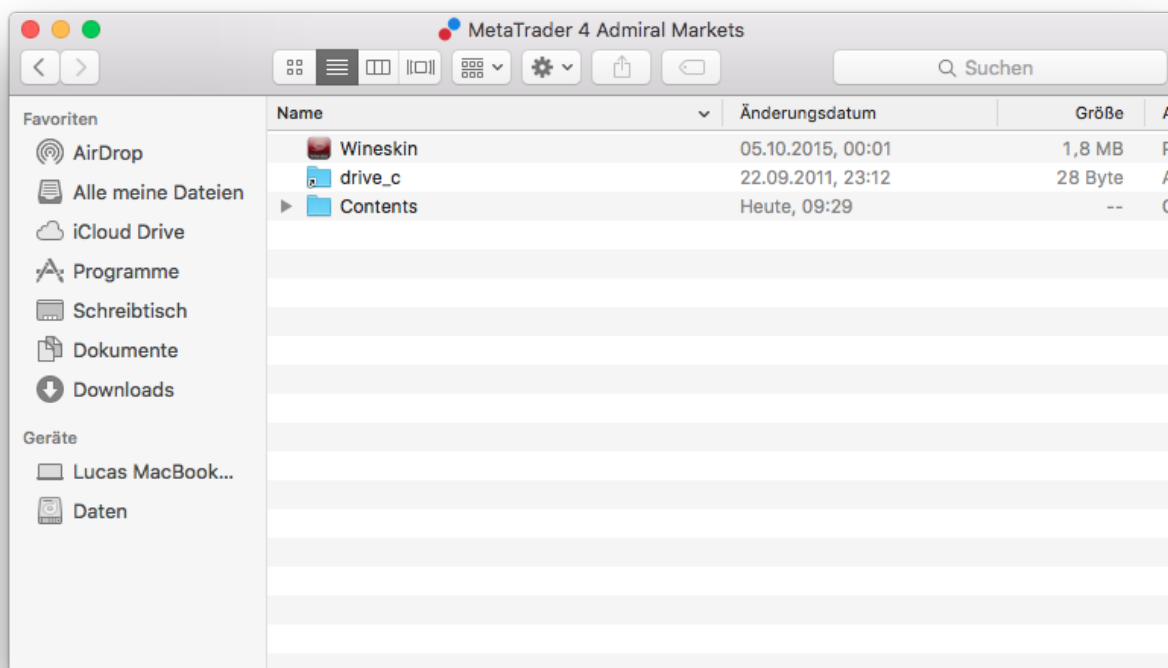 MetaTrader 4 Admiral Markets
Suchen
Favoriten
AirDrop
Alle meine Dateien
iCloud Drive
Programme
Schreibtisch
Dokumente
Downloads
Geräte
Lucas MacBook...
Daten
Name Änderungsdatum Größe
Wineskin 05.10.2015, 00:01 1,8 MB
drive_c 22.09.2011, 23:12 28 Byte
Contents Heute, 09:29 --